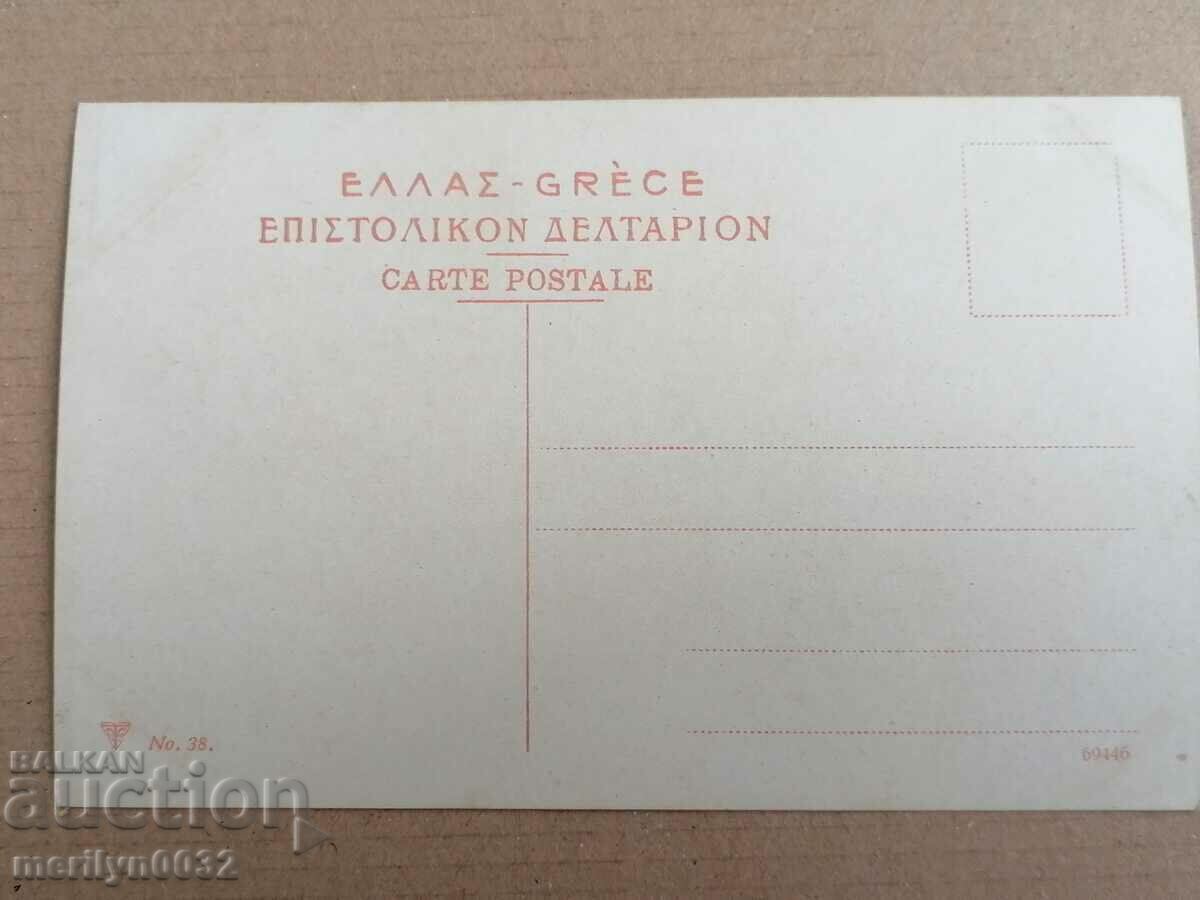 ΕΛΛΑΣ - GRÈCE
ΕΠΙΣΤΟΛΙΚΟΝ ΔΕΛΤΑΡΙΟΝ
CARTE POSTALE
No. 38.
69446
BALKAN
auction
merilyn0032